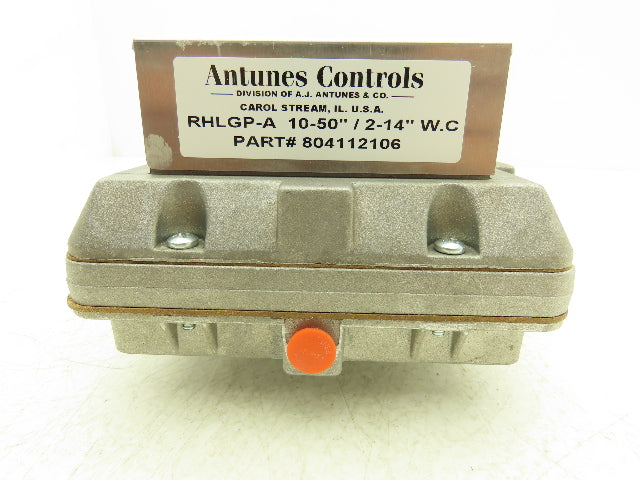 Antunes Controls
DIVISION OF A.J. ANTUNES & CO.
CAROL STREAM, IL. U.S.A.
RHLGP-A 10-50" / 2-14" W.C
PART# 804112106